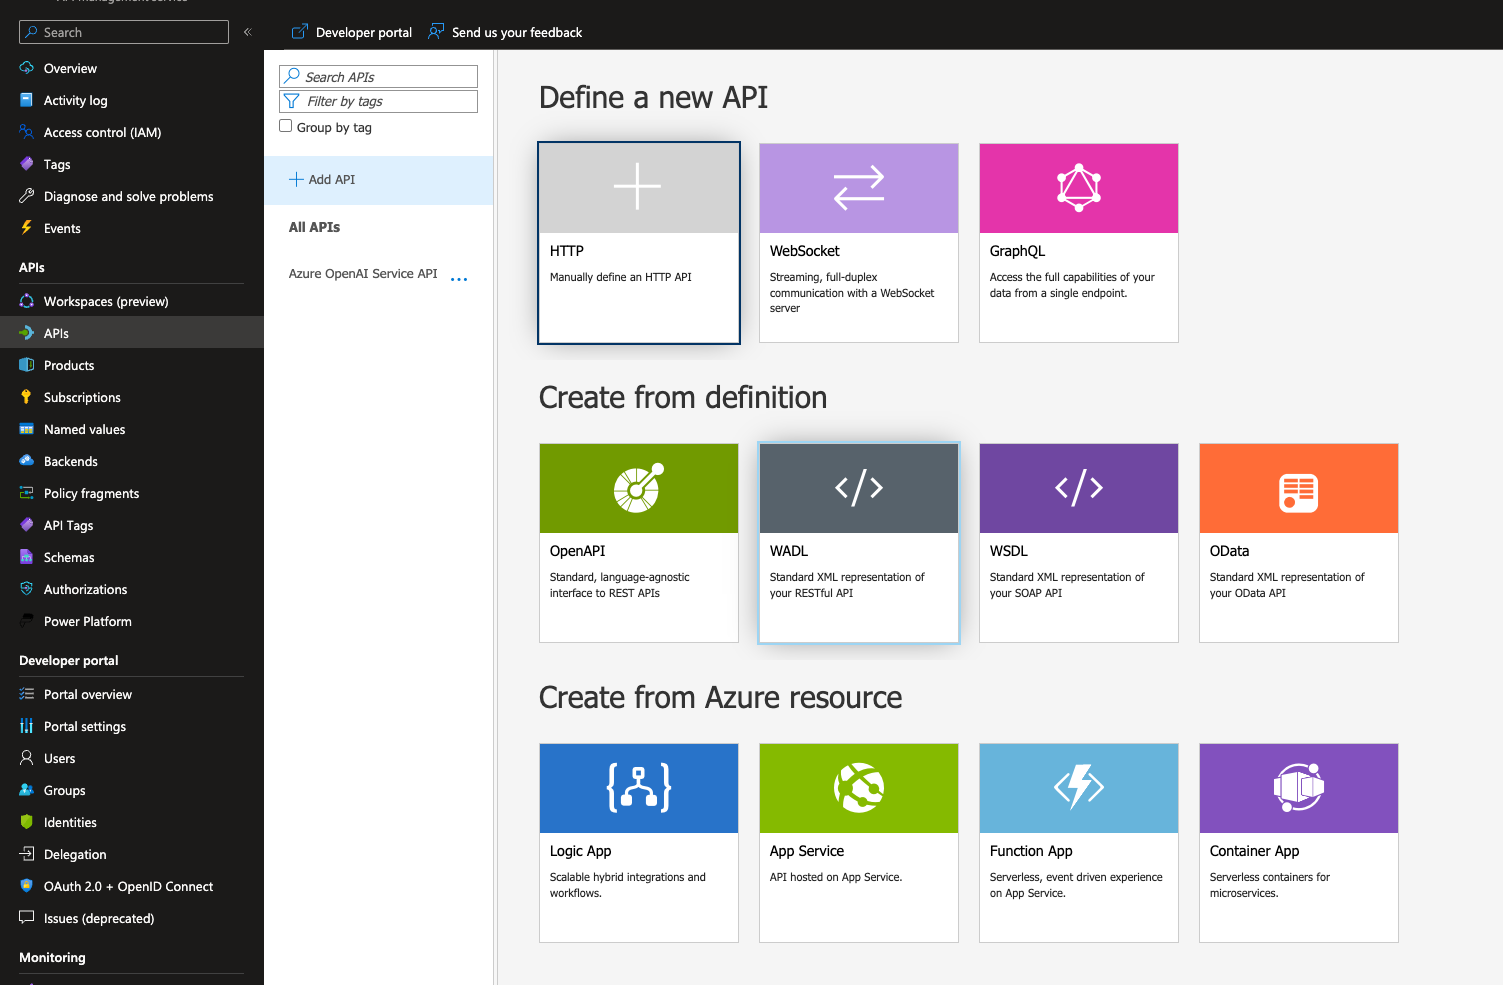 API Management service
Search
«
Developer portal
Send us your feedback
Overview
Activity log
Access control (IAM)
Tags
Diagnose and solve problems
Events
APIs
Workspaces (preview)
APIs
Products
Subscriptions
Named values
Backends
Policy fragments
API Tags
Schemas
Authorizations
Power Platform
Developer portal
Portal overview
Portal settings
Users
Groups
Identities
Delegation
OAuth 2.0 + OpenID Connect
Issues (deprecated)
Monitoring
Search APIs
Filter by tags
Group by tag
Add API
All APIs
Azure OpenAI Service API ...
Define a new API
HTTP
Manually define an HTTP API
WebSocket
Streaming, full-duplex
communication with a WebSocket
server
GraphQL
Access the full capabilities of your
data from a single endpoint.
Create from definition
OpenAPI
Standard, language-agnostic
interface to REST APIs
WADL
Standard XML representation of
your RESTful API
WSDL
Standard XML representation of
your SOAP API
OData
Standard XML representation of
your OData API
Create from Azure resource
Logic App
Scalable hybrid integrations and
workflows.
App Service
API hosted on App Service.
Function App
Serverless, event driven experience
on App Service.
Container App
Serverless containers for
microservices.